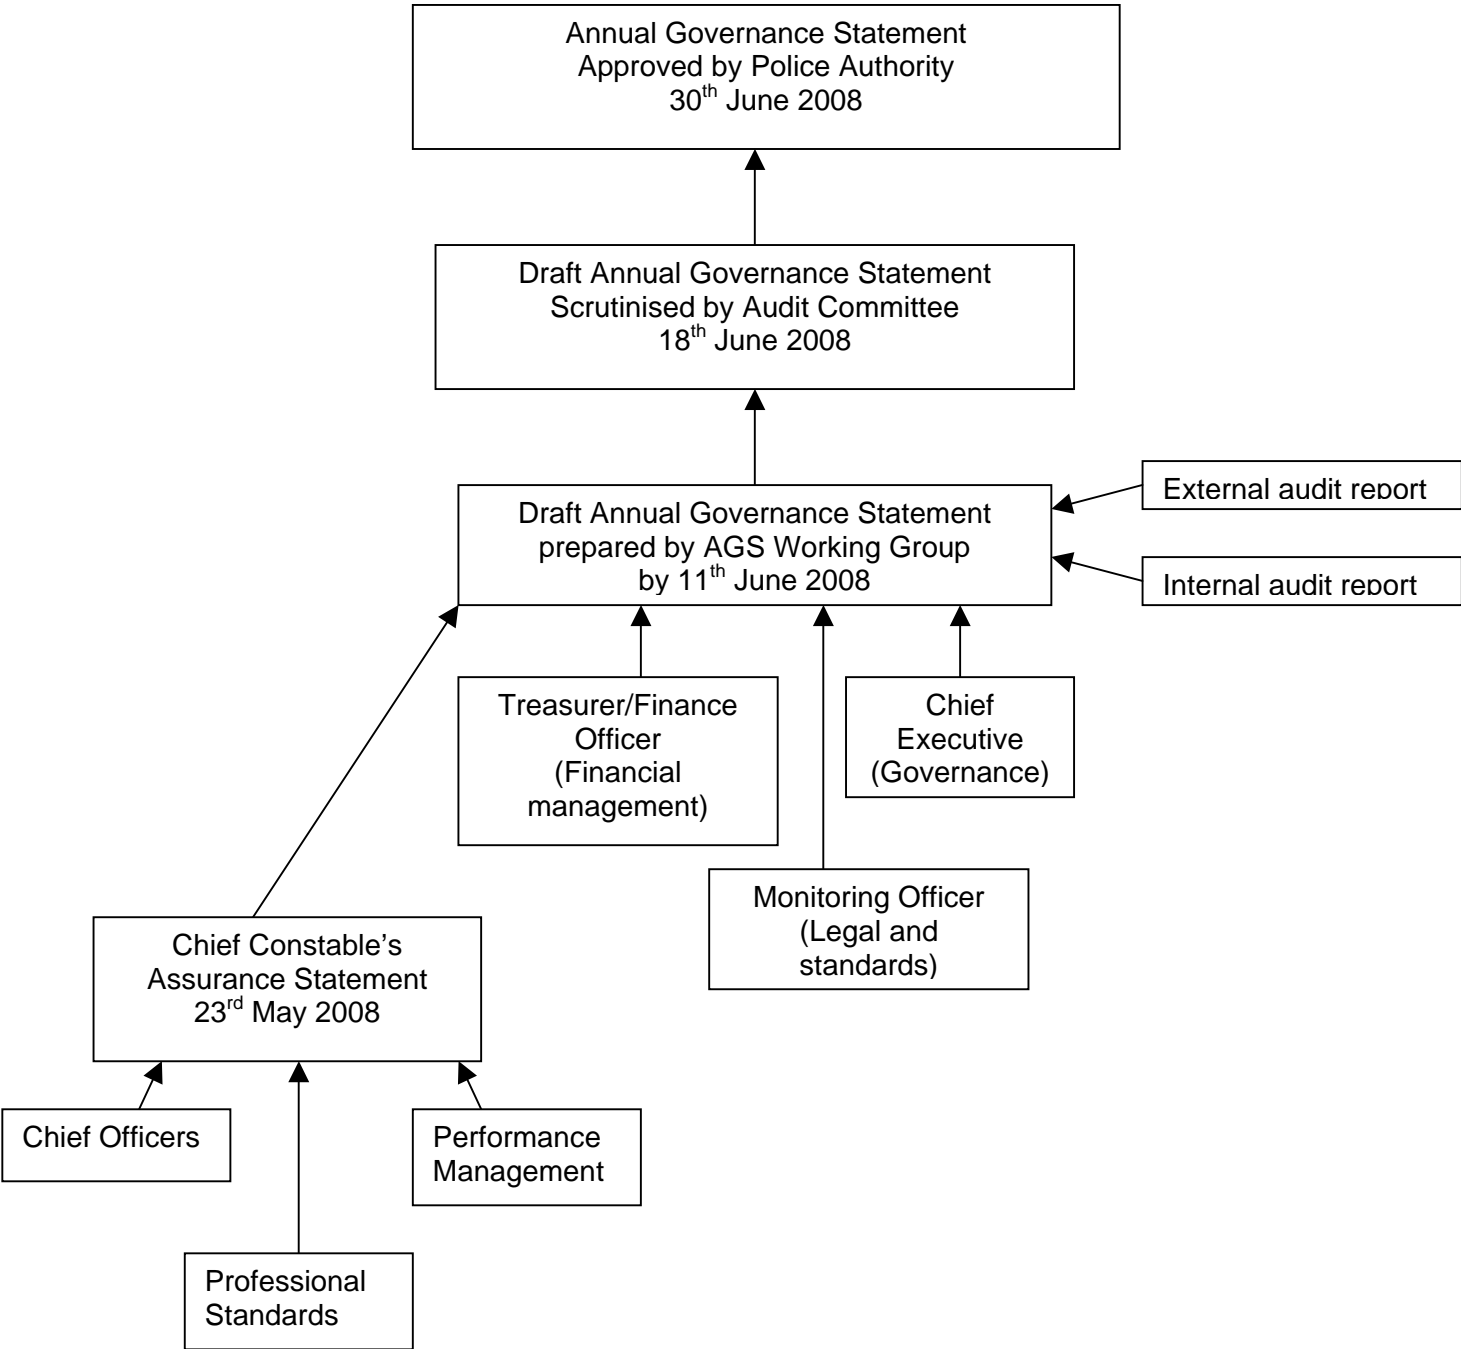 Annual Governance Statement
Approved by Police Authority
30th June 2008
Draft Annual Governance Statement
Scrutinised by Audit Committee
18th June 2008
External audit report
Draft Annual Governance Statement
prepared by AGS Working Group
by 11th June 2008
Internal audit report
Treasurer/Finance
Officer
(Financial
management)
Chief
Executive
(Governance)
Monitoring Officer
(Legal and
standards)
Chief Constable’s
Assurance Statement
23rd May 2008
Chief Officers
Performance
Management
Professional
Standards